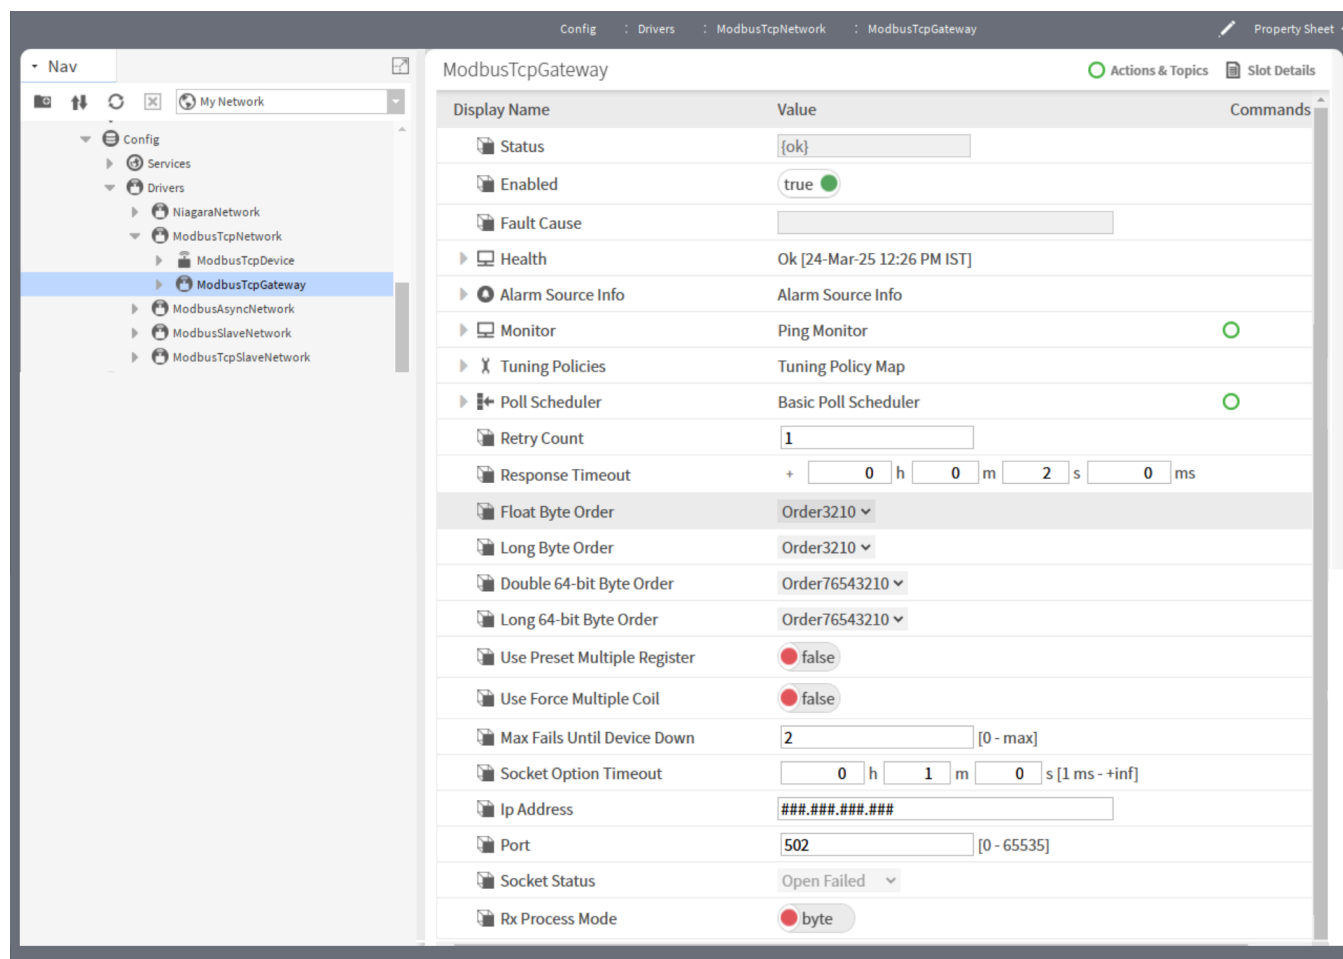 Config : Drivers : ModbusTcpNetwork : ModbusTcpGateway Property Sheet
Nav
My Network
Config
Services
Drivers
NiagaraNetwork
ModbusTcpNetwork
ModbusTcpDevice
ModbusTcpGateway
ModbusAsyncNetwork
ModbusSlaveNetwork
ModbusTcpSlaveNetwork
ModbusTcpGateway Actions & Topics Slot Details
Display Name Value Commands
Status {ok}
Enabled true
Fault Cause
Health Ok [24-Mar-25 12:26 PM IST]
Alarm Source Info Alarm Source Info
Monitor Ping Monitor
Tuning Policies Tuning Policy Map
Poll Scheduler Basic Poll Scheduler
Retry Count 1
Response Timeout + 0 h 0 m 2 s 0 ms
Float Byte Order Order3210
Long Byte Order Order3210
Double 64-bit Byte Order Order76543210
Long 64-bit Byte Order Order76543210
Use Preset Multiple Register false
Use Force Multiple Coil false
Max Fails Until Device Down 2 [0 - max]
Socket Option Timeout 0 h 1 m 0 s [1 ms - +inf]
Ip Address ###.###.###.###
Port 502 [0 - 65535]
Socket Status Open Failed
Rx Process Mode byte